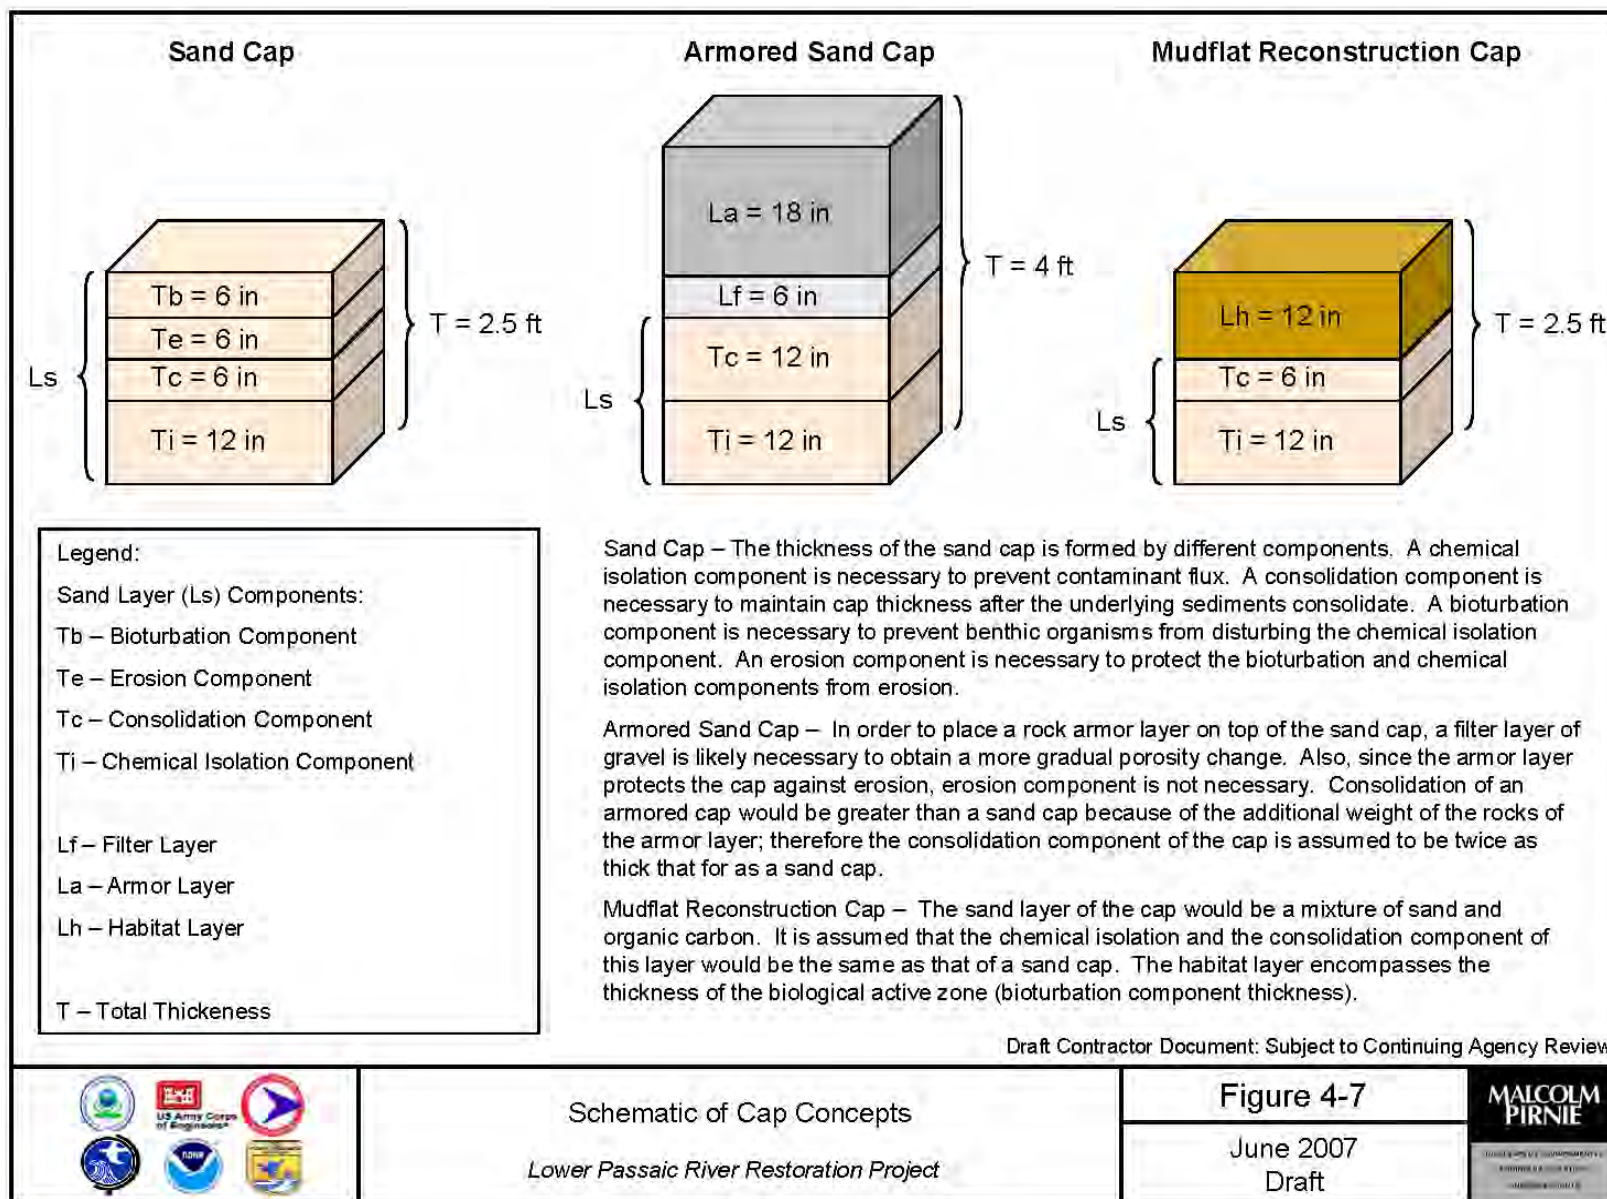 Sand Cap
Armored Sand Cap
Mudflat Reconstruction Cap
Ls
Tb = 6 in
Te = 6 in
Tc = 6 in
Ti = 12 in
T = 2.5 ft
Ls
La = 18 in
Lf = 6 in
Tc = 12 in
Ti = 12 in
T = 4 ft
Ls
Lh = 12 in
Tc = 6 in
Ti = 12 in
T = 2.5 ft
Legend:
Sand Layer (Ls) Components:
Tb – Bioturbation Component
Te – Erosion Component
Tc – Consolidation Component
Ti – Chemical Isolation Component
Lf – Filter Layer
La – Armor Layer
Lh – Habitat Layer
T – Total Thickeness
Sand Cap – The thickness of the sand cap is formed by different components. A chemical
isolation component is necessary to prevent contaminant flux. A consolidation component is
necessary to maintain cap thickness after the underlying sediments consolidate. A bioturbation
component is necessary to prevent benthic organisms from disturbing the chemical isolation
component. An erosion component is necessary to protect the bioturbation and chemical
isolation components from erosion.
Armored Sand Cap – In order to place a rock armor layer on top of the sand cap, a filter layer of
gravel is likely necessary to obtain a more gradual porosity change. Also, since the armor layer
protects the cap against erosion, erosion component is not necessary. Consolidation of an
armored cap would be greater than a sand cap because of the additional weight of the rocks of
the armor layer; therefore the consolidation component of the cap is assumed to be twice as
thick that for as a sand cap.
Mudflat Reconstruction Cap – The sand layer of the cap would be a mixture of sand and
organic carbon. It is assumed that the chemical isolation and the consolidation component of
this layer would be the same as that of a sand cap. The habitat layer encompasses the
thickness of the biological active zone (bioturbation component thickness).
Draft Contractor Document: Subject to Continuing Agency Review
US Army Corps
of Engineers®
NOAA
Schematic of Cap Concepts
Lower Passaic River Restoration Project
Figure 4-7
June 2007
Draft
MALCOLM
PIRNIE